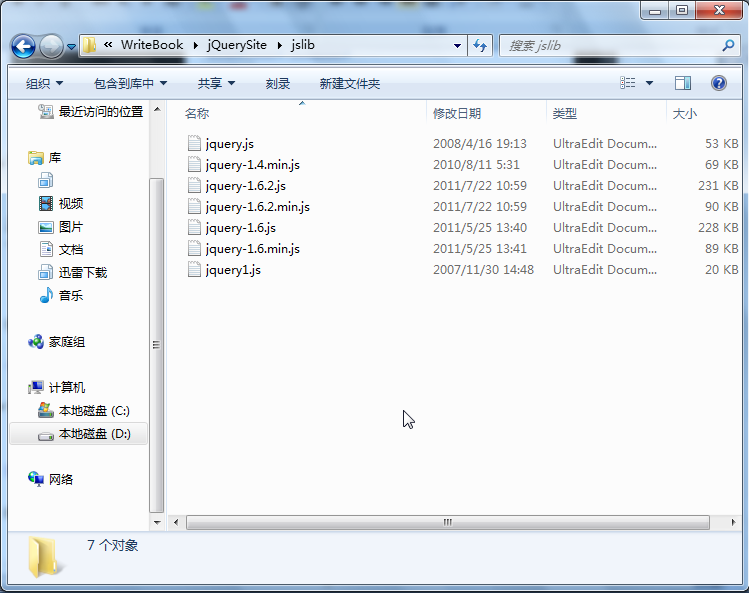 « WriteBook ▸ jQuerySite ▸ jslib
搜索 jslib
组织 包含到库中 共享 刻录 新建文件夹
最近访问的位置
库
视频
图片
文档
迅雷下载
音乐
家庭组
计算机
本地磁盘 (C:)
本地磁盘 (D:)
网络
名称 修改日期 类型 大小
jquery.js 2008/4/16 19:13 UltraEdit Docum... 53 KB
jquery-1.4.min.js 2010/8/11 5:31 UltraEdit Docum... 69 KB
jquery-1.6.2.js 2011/7/22 10:59 UltraEdit Docum... 231 KB
jquery-1.6.2.min.js 2011/7/22 10:59 UltraEdit Docum... 90 KB
jquery-1.6.js 2011/5/25 13:40 UltraEdit Docum... 228 KB
jquery-1.6.min.js 2011/5/25 13:41 UltraEdit Docum... 89 KB
jquery1.js 2007/11/30 14:48 UltraEdit Docum... 20 KB
7 个对象